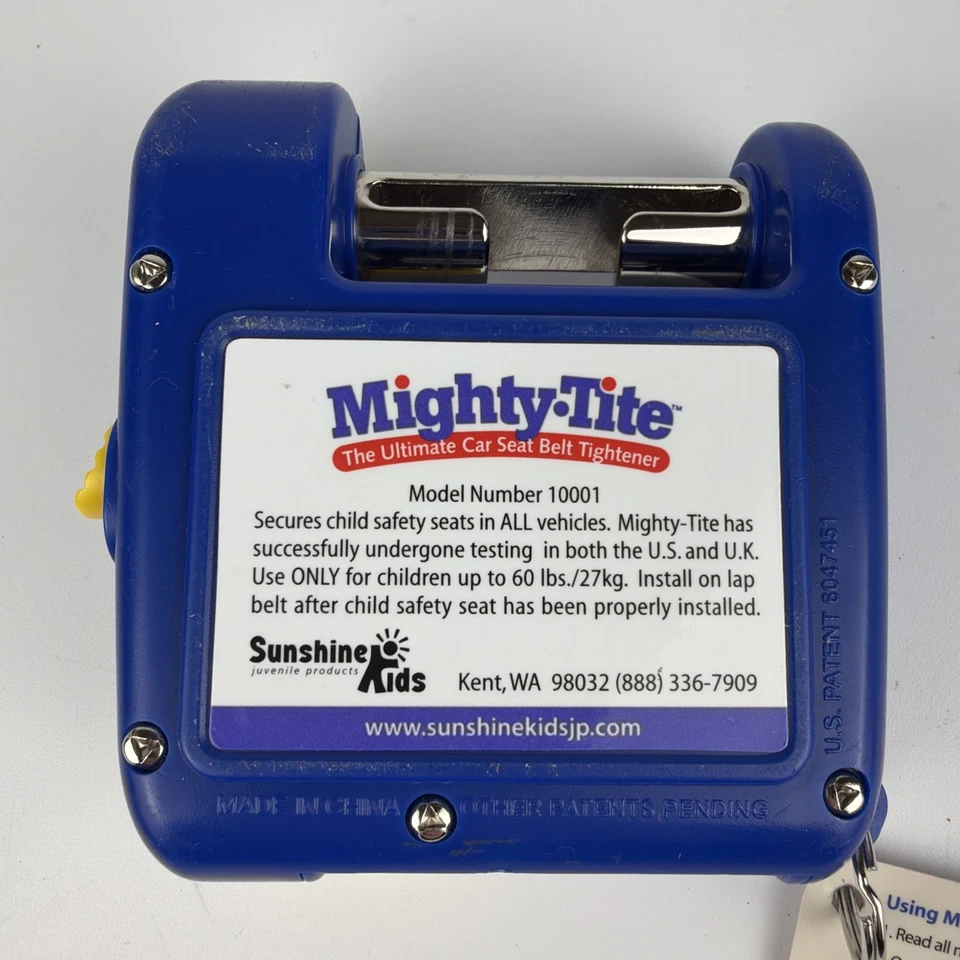 Mighty•Tite™
The Ultimate Car Seat Belt Tightener
Model Number 10001
Secures child safety seats in ALL vehicles. Mighty-Tite has
successfully undergone testing in both the U.S. and U.K.
Use ONLY for children up to 60 lbs./27kg. Install on lap
belt after child safety seat has been properly installed.
Sunshine Kids
juvenile products
Kent, WA 98032 (888) 336-7909
www.sunshinekidsjp.com
MADE IN CHINA OTHER PATENTS PENDING
U.S. PATENT 6047451
Using M
1. Read all